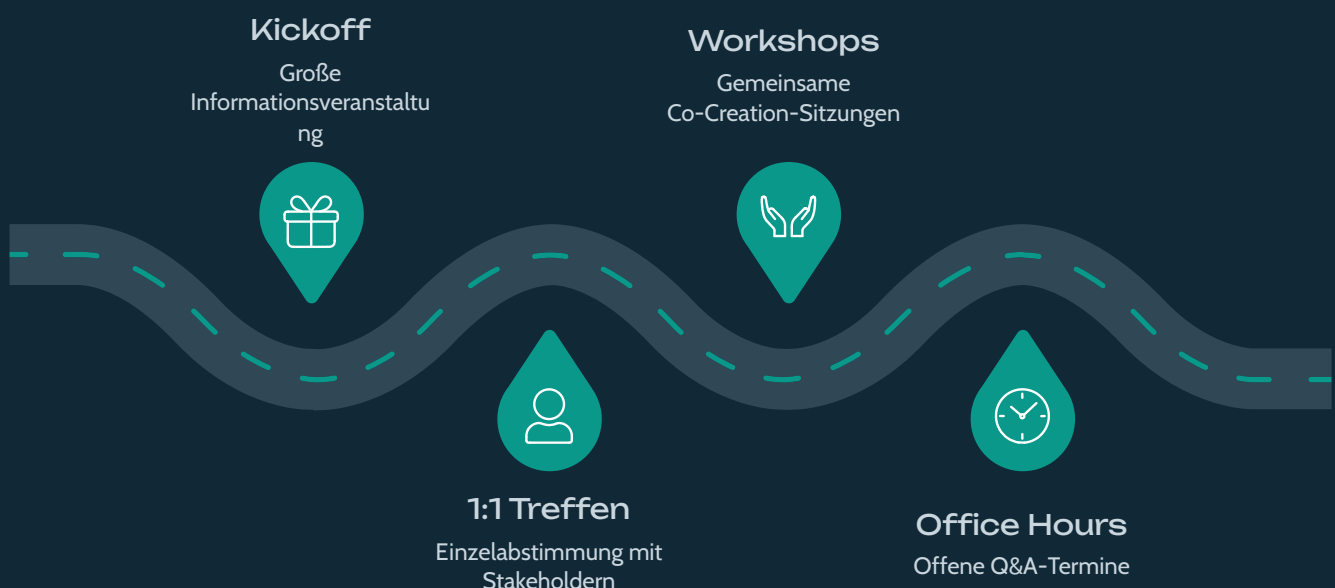 Kickoff
Große
Informationsveranstaltu
ng
1:1 Treffen
Einzelabstimmung mit
Stakeholdern
Workshops
Gemeinsame
Co-Creation-Sitzungen
Office Hours
Offene Q&A-Termine